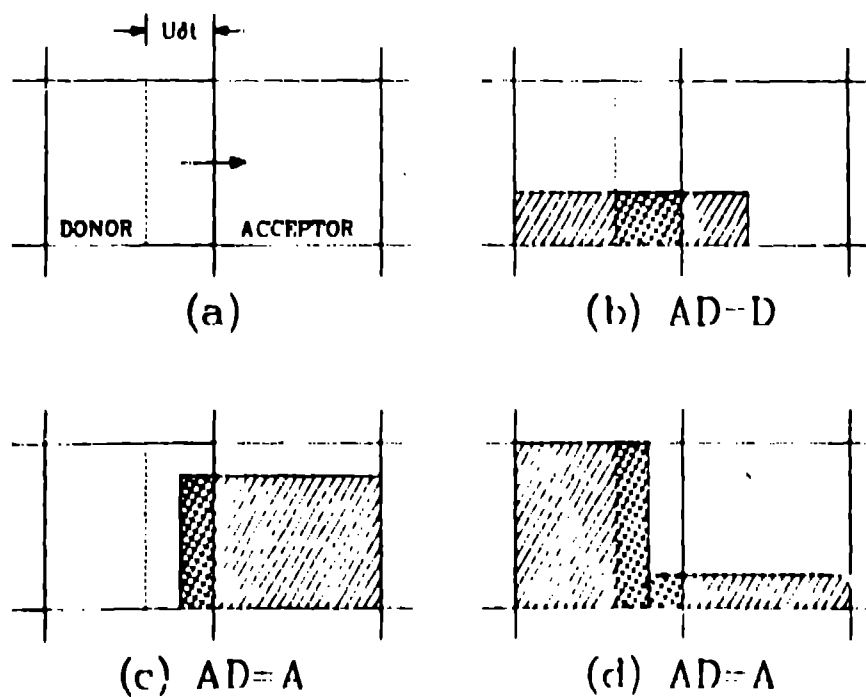 Uδt
DONOR ACCEPTOR
(a)
(b) AD=D
(c) AD=A
(d) AD=A